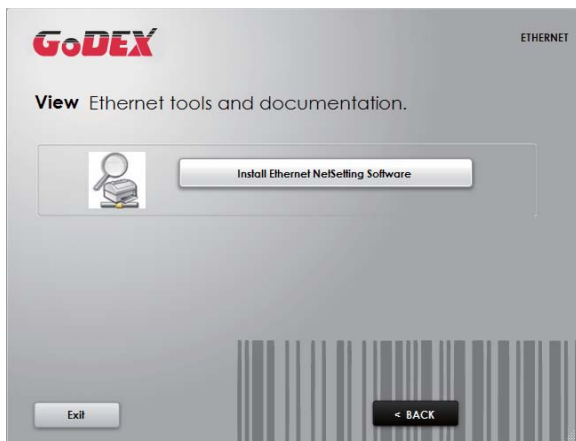 GoDEX
ETHERNET
View Ethernet tools and documentation.
Install Ethernet NetSetting Software
Exit
< BACK